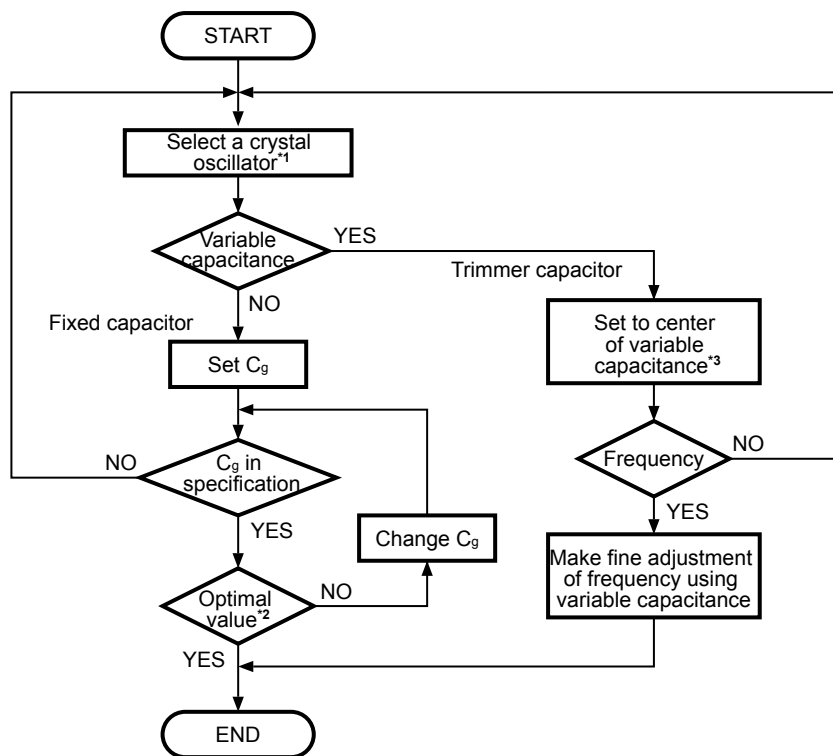 START
Select a crystal
oscillator*1
Variable
capacitance
YES
Trimmer capacitor
NO
Fixed capacitor
Set Cg
Set to center
of variable
capacitance*3
Cg in
specification
NO
YES
Change Cg
Frequency
NO
YES
Optimal
value*2
NO
YES
Make fine adjustment
of frequency using
variable capacitance
END